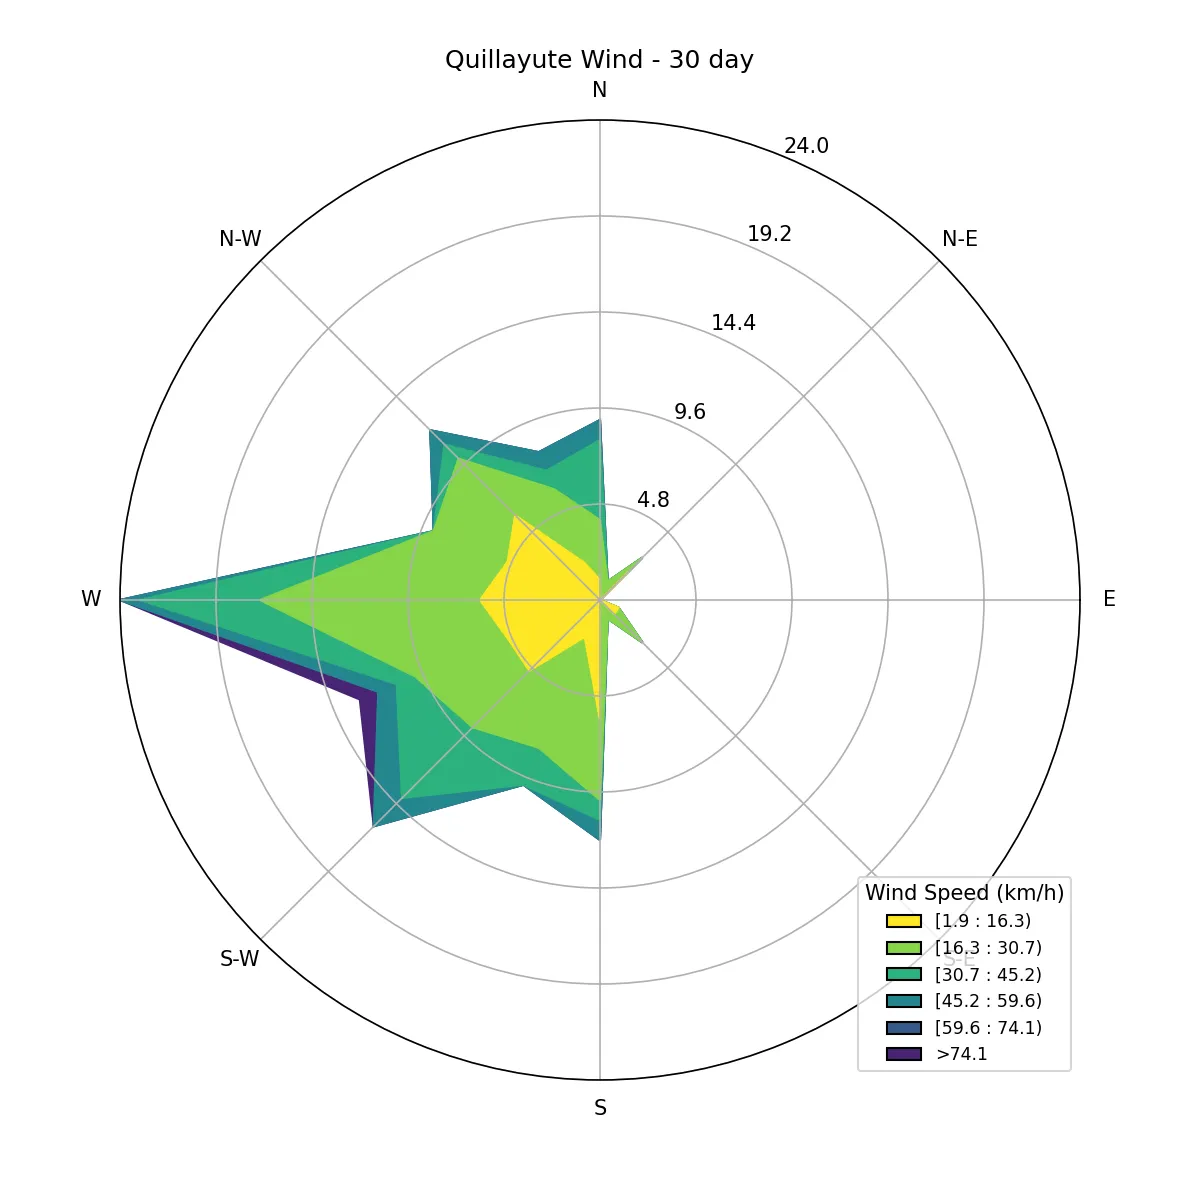 Quillayute Wind - 30 day
N
24.0
N-W
19.2
N-E
14.4
9.6
4.8
W
E
Wind Speed (km/h)
[1.9 : 16.3)
[16.3 : 30.7)
S-W
S-E
[30.7 : 45.2)
[45.2 : 59.6)
[59.6 : 74.1)
>74.1
S